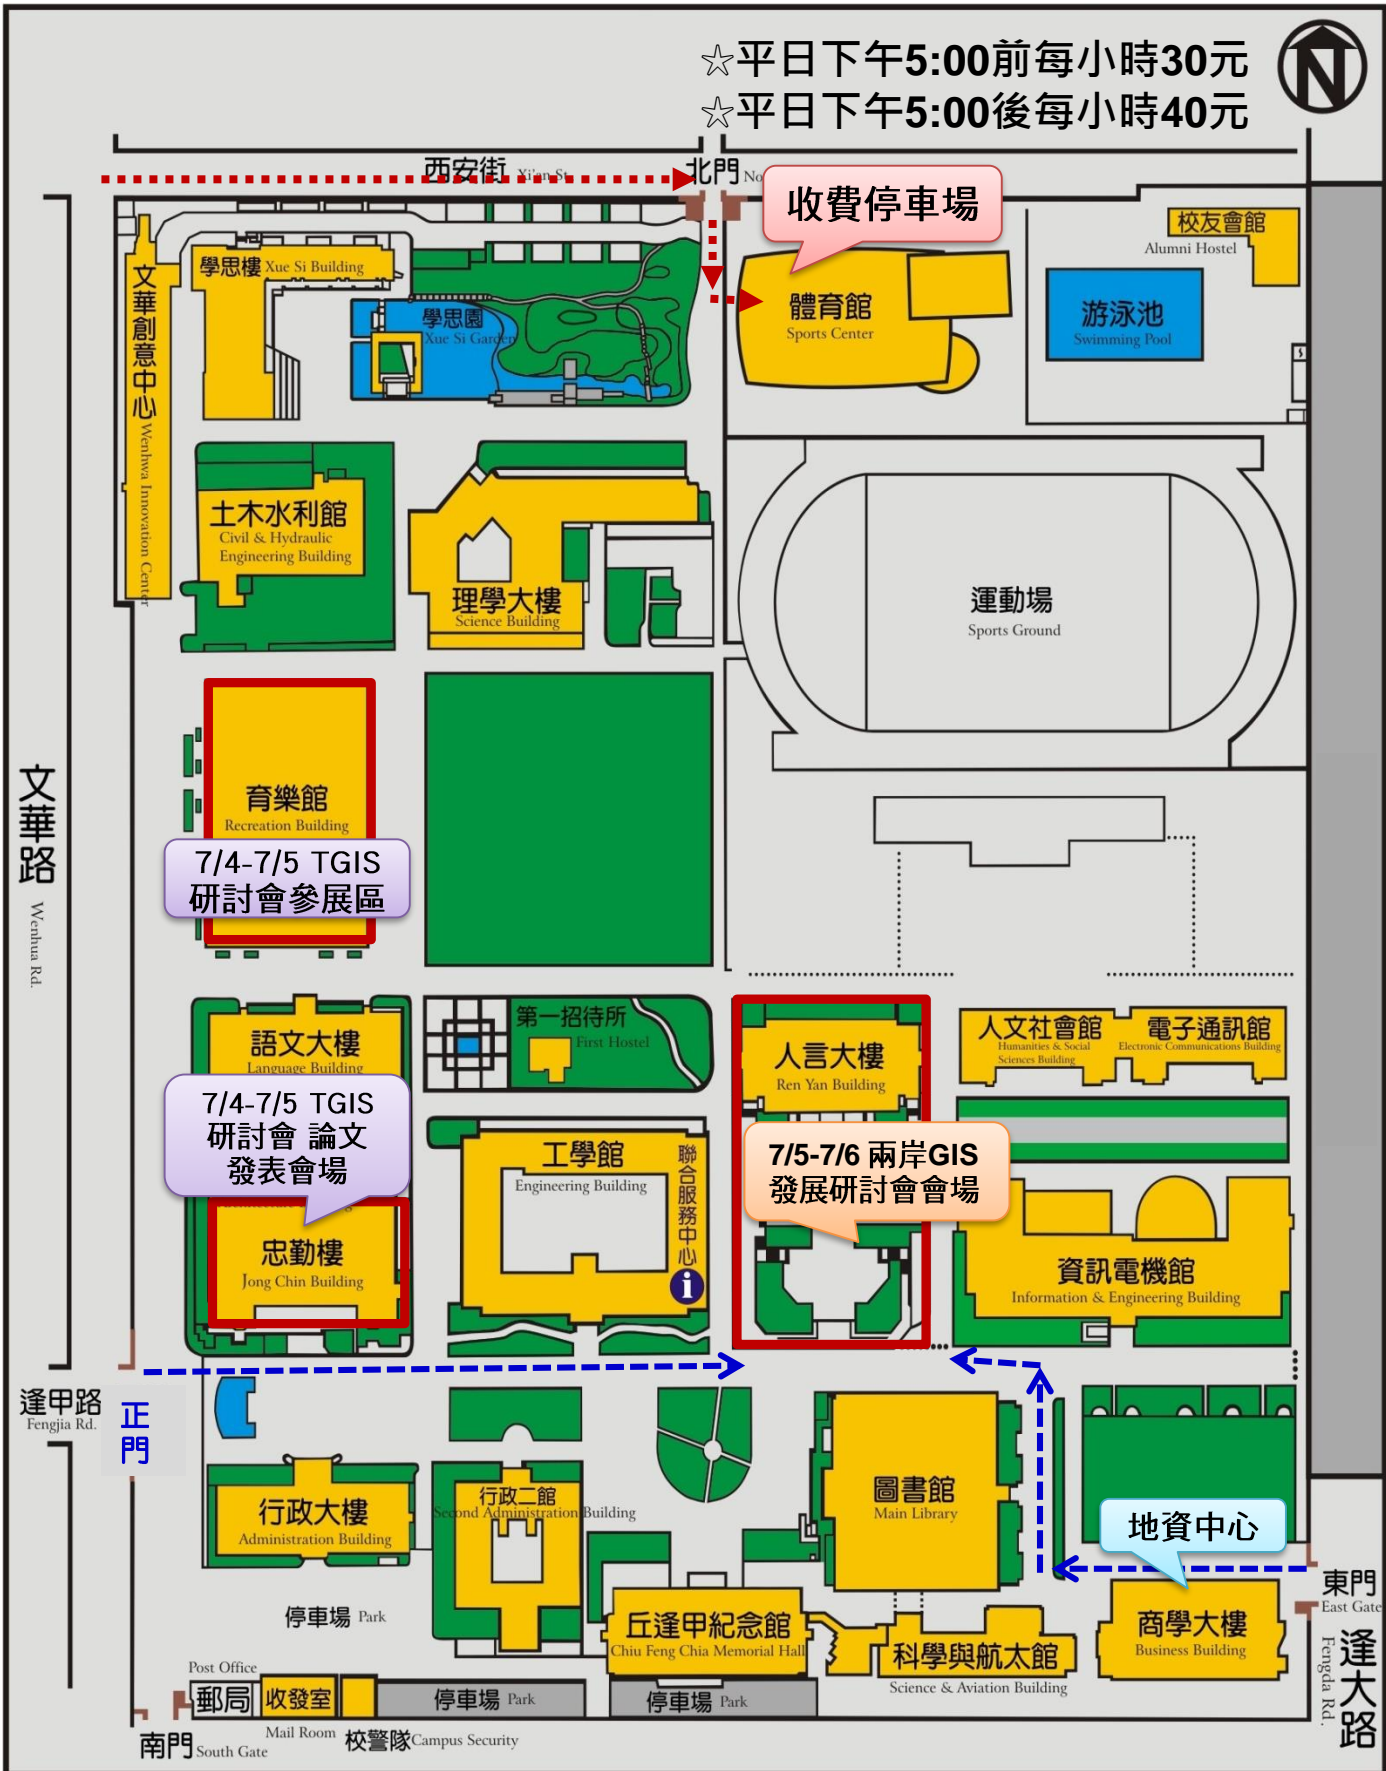 ☆平日下午5:00前每小時30元
☆平日下午5:00後每小時40元
N
西安街 Xi'an St.
北門 No
收費停車場
校友會館
Alumni Hostel
學思樓 Xue Si Building
文華創意中心 Wenhwa Innovation Center
學思園
Xue Si Garden
體育館
Sports Center
游泳池
Swimming Pool
土木水利館
Civil & Hydraulic
Engineering Building
理學大樓
Science Building
運動場
Sports Ground
文華路 Wenhua Rd.
育樂館
Recreation Building
7/4-7/5 TGIS
研討會參展區
語文大樓
Language Building
第一招待所
First Hostel
人言大樓
Ren Yan Building
人文社會館
Humanities & Social
Sciences Building
電子通訊館
Electronic Communications Building
7/4-7/5 TGIS
研討會 論文
發表會場
忠勤樓
Jong Chin Building
工學館
Engineering Building
聯合服務中心
i
7/5-7/6 兩岸GIS
發展研討會會場
資訊電機館
Information & Engineering Building
逢甲路
Fengjia Rd.
正門
行政大樓
Administration Building
行政二館
Second Administration Building
圖書館
Main Library
地資中心
東門
East Gate
停車場 Park
丘逢甲紀念館
Chiu Feng Chia Memorial Hall
科學與航太館
Science & Aviation Building
商學大樓
Business Building
逢大路 Fengda Rd.
Post Office
郵局
收發室
Mail Room
校警隊 Campus Security
停車場 Park
停車場 Park
南門 South Gate